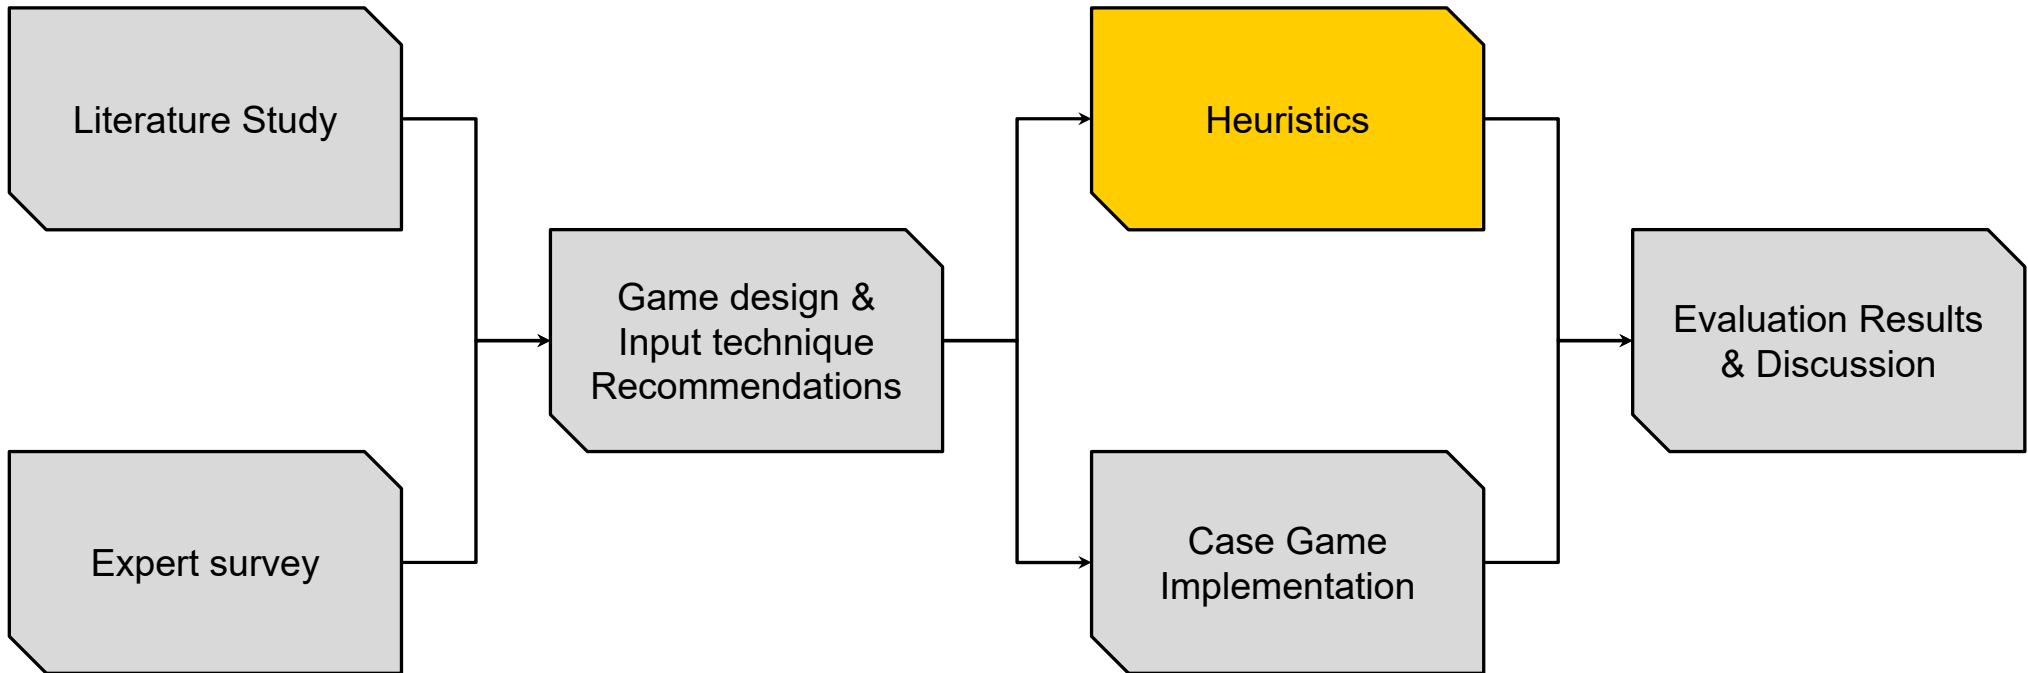 Literature Study
Expert survey
Game design &
Input technique
Recommendations
Heuristics
Case Game
Implementation
Evaluation Results
& Discussion